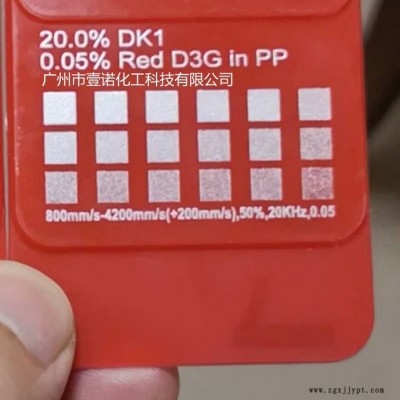 20.0% DK1
0.05% Red D3G in PP
广州市壹诺化工科技有限公司
800mm/s-4200mm/s(+200mm/s),50%,20KHz,0.05
www.zgxjjypt.com